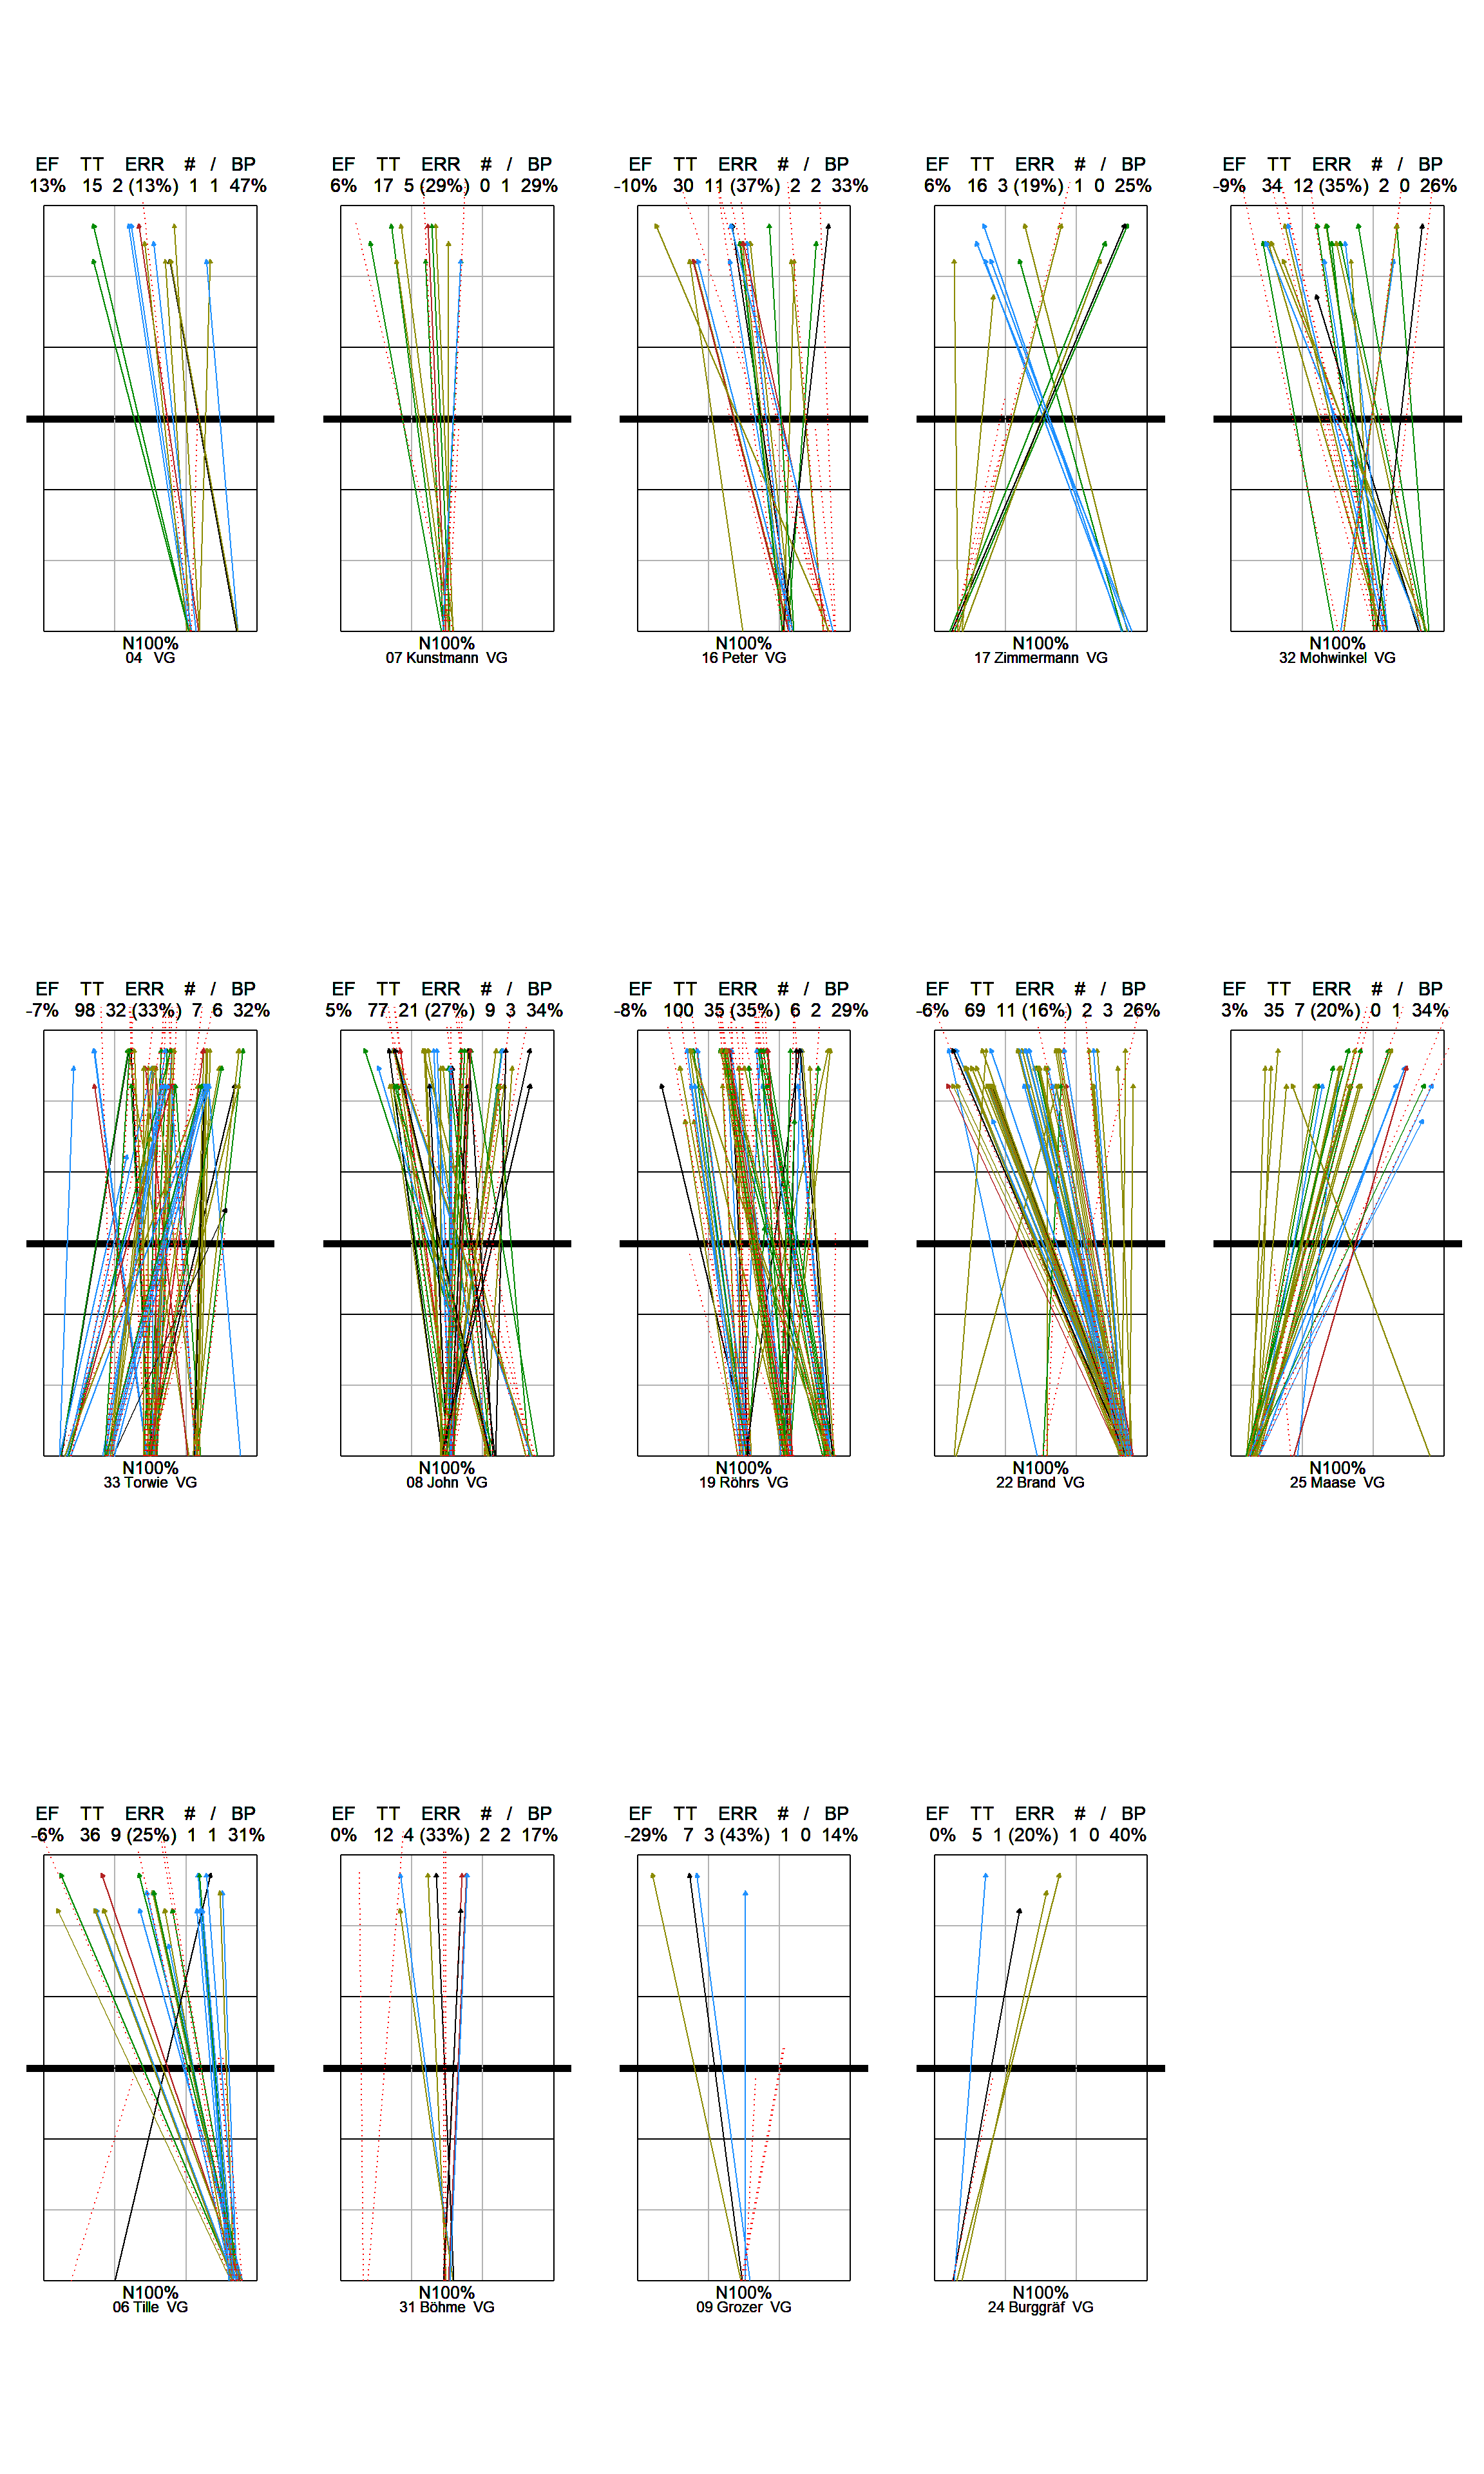 EF TT ERR # / BP EF TT ERR # / BP EF TT ERR # / BP EF TT ERR # / BP EF TT ERR # / BP
13% 15 2 (13%) 1 1 47% 6% 17 5 (29%) 0 1 29% -10% 30 11 (37%) 2 2 33% 6% 16 3 (19%) 1 0 25% -9% 34 12 (35%) 2 0 26%
N100% N100% N100% N100% N100%
04 VG 07 Kunstmann VG 16 Peter VG 17 Zimmermann VG 32 Mohwinkel VG
EF TT ERR # / BP EF TT ERR # / BP EF TT ERR # / BP EF TT ERR # / BP EF TT ERR # / BP
-7% 98 32 (33%) 7 6 32% 5% 77 21 (27%) 9 3 34% -8% 100 35 (35%) 6 2 29% -6% 69 11 (16%) 2 3 26% 3% 35 7 (20%) 0 1 34%
N100% N100% N100% N100% N100%
33 Torwie VG 08 John VG 19 Röhrs VG 22 Brand VG 25 Maase VG
EF TT ERR # / BP EF TT ERR # / BP EF TT ERR # / BP EF TT ERR # / BP
-6% 36 9 (25%) 1 1 31% 0% 12 4 (33%) 2 2 17% -29% 7 3 (43%) 1 0 14% 0% 5 1 (20%) 1 0 40%
N100% N100% N100% N100%
06 Tille VG 31 Böhme VG 09 Grozer VG 24 Burggräf VG